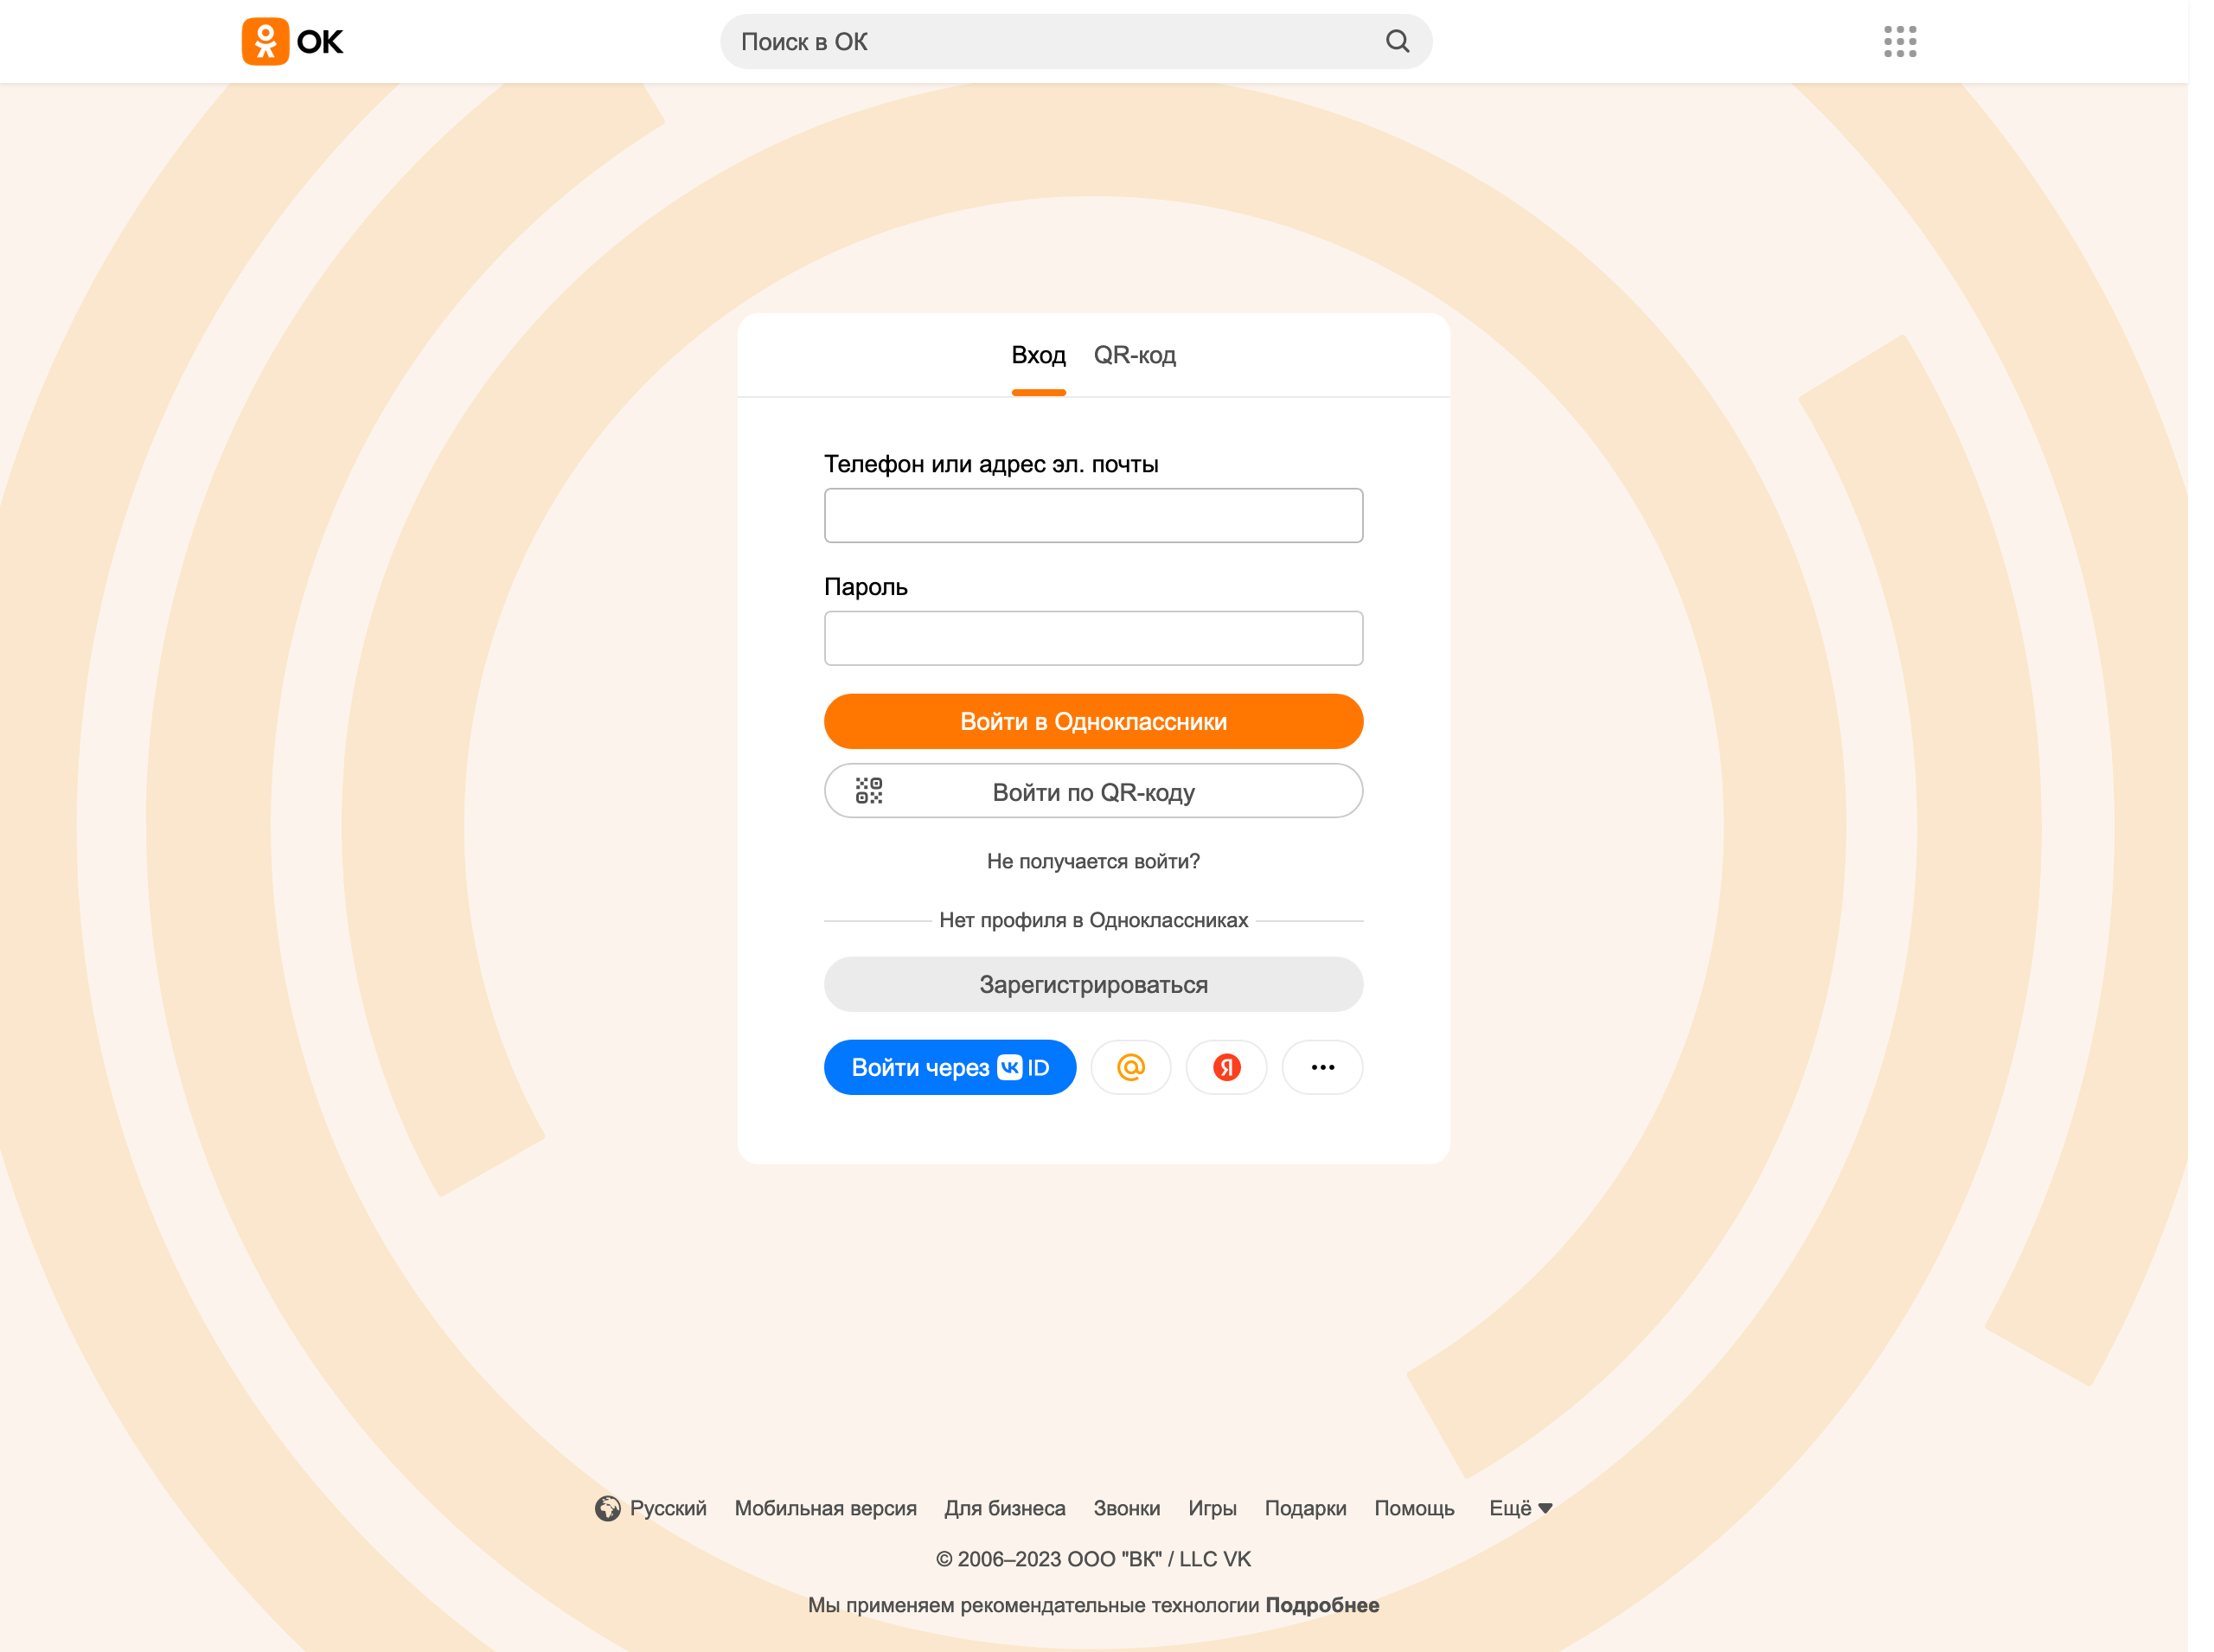 ОК
Поиск в ОК
Вход QR-код
Телефон или адрес эл. почты
Пароль
Войти в Одноклассники
Войти по QR-коду
Не получается войти?
Нет профиля в Одноклассниках
Зарегистрироваться
Войти через VK ID @ Я
Русский Мобильная версия Для бизнеса Звонки Игры Подарки Помощь Ещё
© 2006–2023 ООО "ВК" / LLC VK
Мы применяем рекомендательные технологии Подробнее